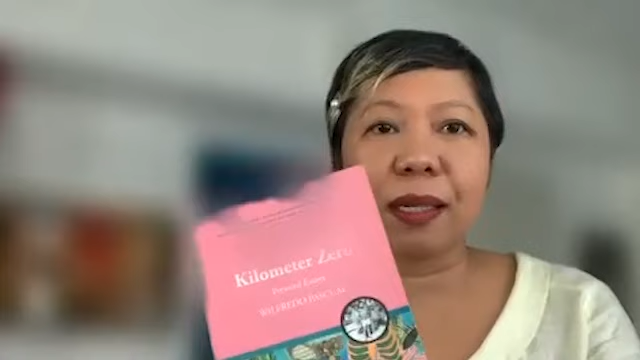 Kilometer Zero
Personal Essays
WILFREDO PASCUAL